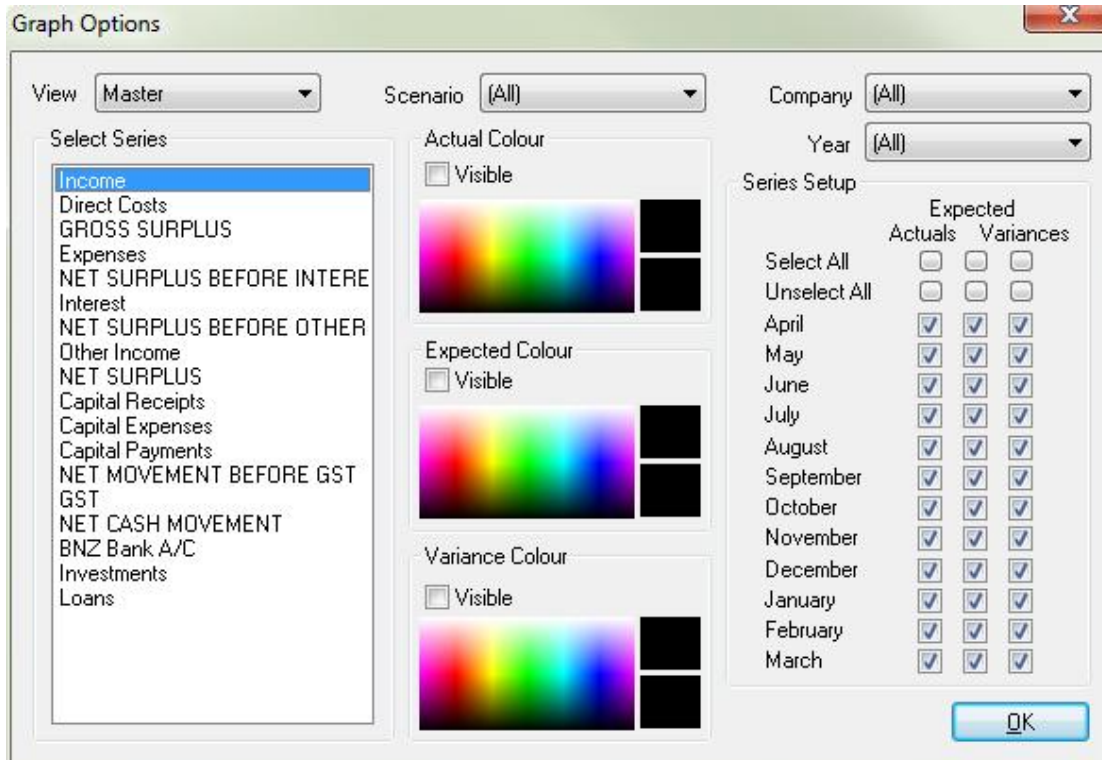 Graph Options
View Master
Scenario (All)
Company (All)
Year (All)
Select Series
Income
Direct Costs
GROSS SURPLUS
Expenses
NET SURPLUS BEFORE INTERE
Interest
NET SURPLUS BEFORE OTHER
Other Income
NET SURPLUS
Capital Receipts
Capital Expenses
Capital Payments
NET MOVEMENT BEFORE GST
GST
NET CASH MOVEMENT
BNZ Bank A/C
Investments
Loans
Actual Colour
Visible
Expected Colour
Visible
Variance Colour
Visible
Series Setup
Expected
Actuals Variances
Select All
Unselect All
April
May
June
July
August
September
October
November
December
January
February
March
OK